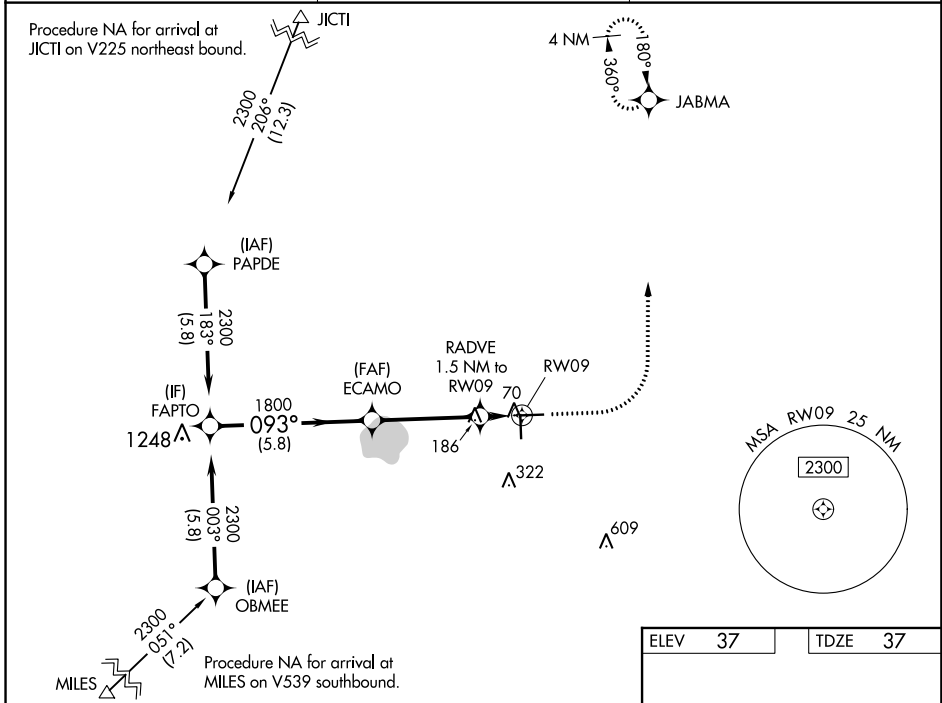 Procedure NA for arrival at
JICTI on V225 northeast bound.
JICTI
2300
206°
(12.3)
4 NM
180°
360°
JABMA
(IAF)
PAPDE
2300
183°
(5.8)
(IF)
FAPTO
1248
1800
093°
(5.8)
(FAF)
ECAMO
RADVE
1.5 NM to
RW09
70
RW09
186
322
609
MSA RW09 25 NM
2300
2300
003°
(5.8)
(IAF)
OBMEE
2300
051°
(7.2)
MILES
Procedure NA for arrival at
MILES on V539 southbound.
ELEV 37
TDZE 37